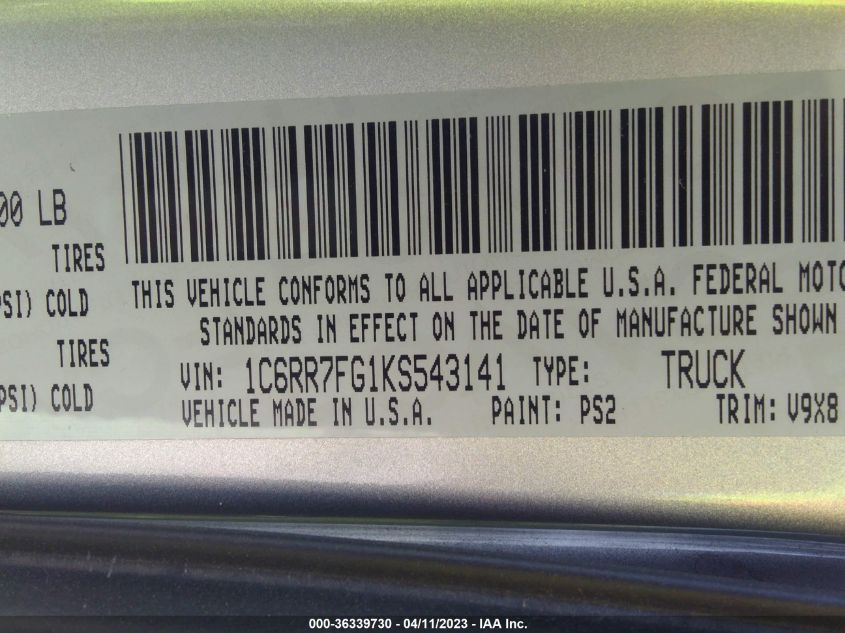 00 LB
TIRES
PSI) COLD
TIRES
PSI) COLD
THIS VEHICLE CONFORMS TO ALL APPLICABLE U.S.A. FEDERAL MOTO
STANDARDS IN EFFECT ON THE DATE OF MANUFACTURE SHOWN
VIN: 1C6RR7FG1KS543141 TYPE: TRUCK
VEHICLE MADE IN U.S.A. PAINT: PS2 TRIM: V9X8
000-36339730 - 04/11/2023 - IAA Inc.